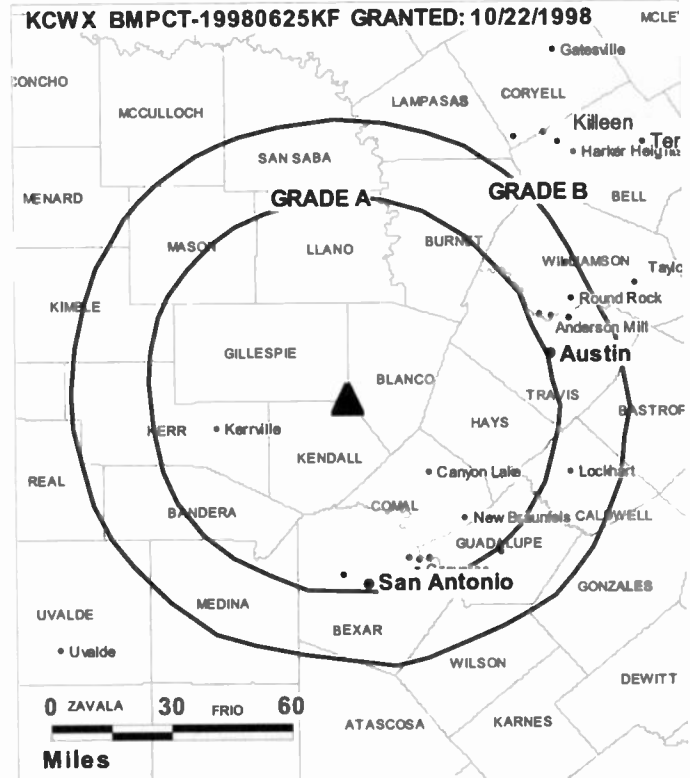 KCWX BMPCT-19980625KF GRANTED: 10/22/1998
Gatesville
CORYELL
LAMPASAS
MCCULLOCH
Killeen
SAN SABA
MENARD
GRADE A
GRADE B
BELL
MASON
LLANO
BURNET
WILLIAMSON
KIMBLE
Round Rock
Anderson Mill
GILLESPIE
Austin
BLANCO
TRAVIS
HAYS
KERR
Kerrville
KENDALL
Canyon Lake
Lockhart
REAL
BANDERA
COMAL
New Braunfels
CALDWELL
GUADALUPE
San Antonio
GONZALES
MEDINA
UVALDE
BEXAR
Uvalde
WILSON
DEWITT
0 ZAVALA 30 FRIO 60
ATASCOSA
KARNES
Miles